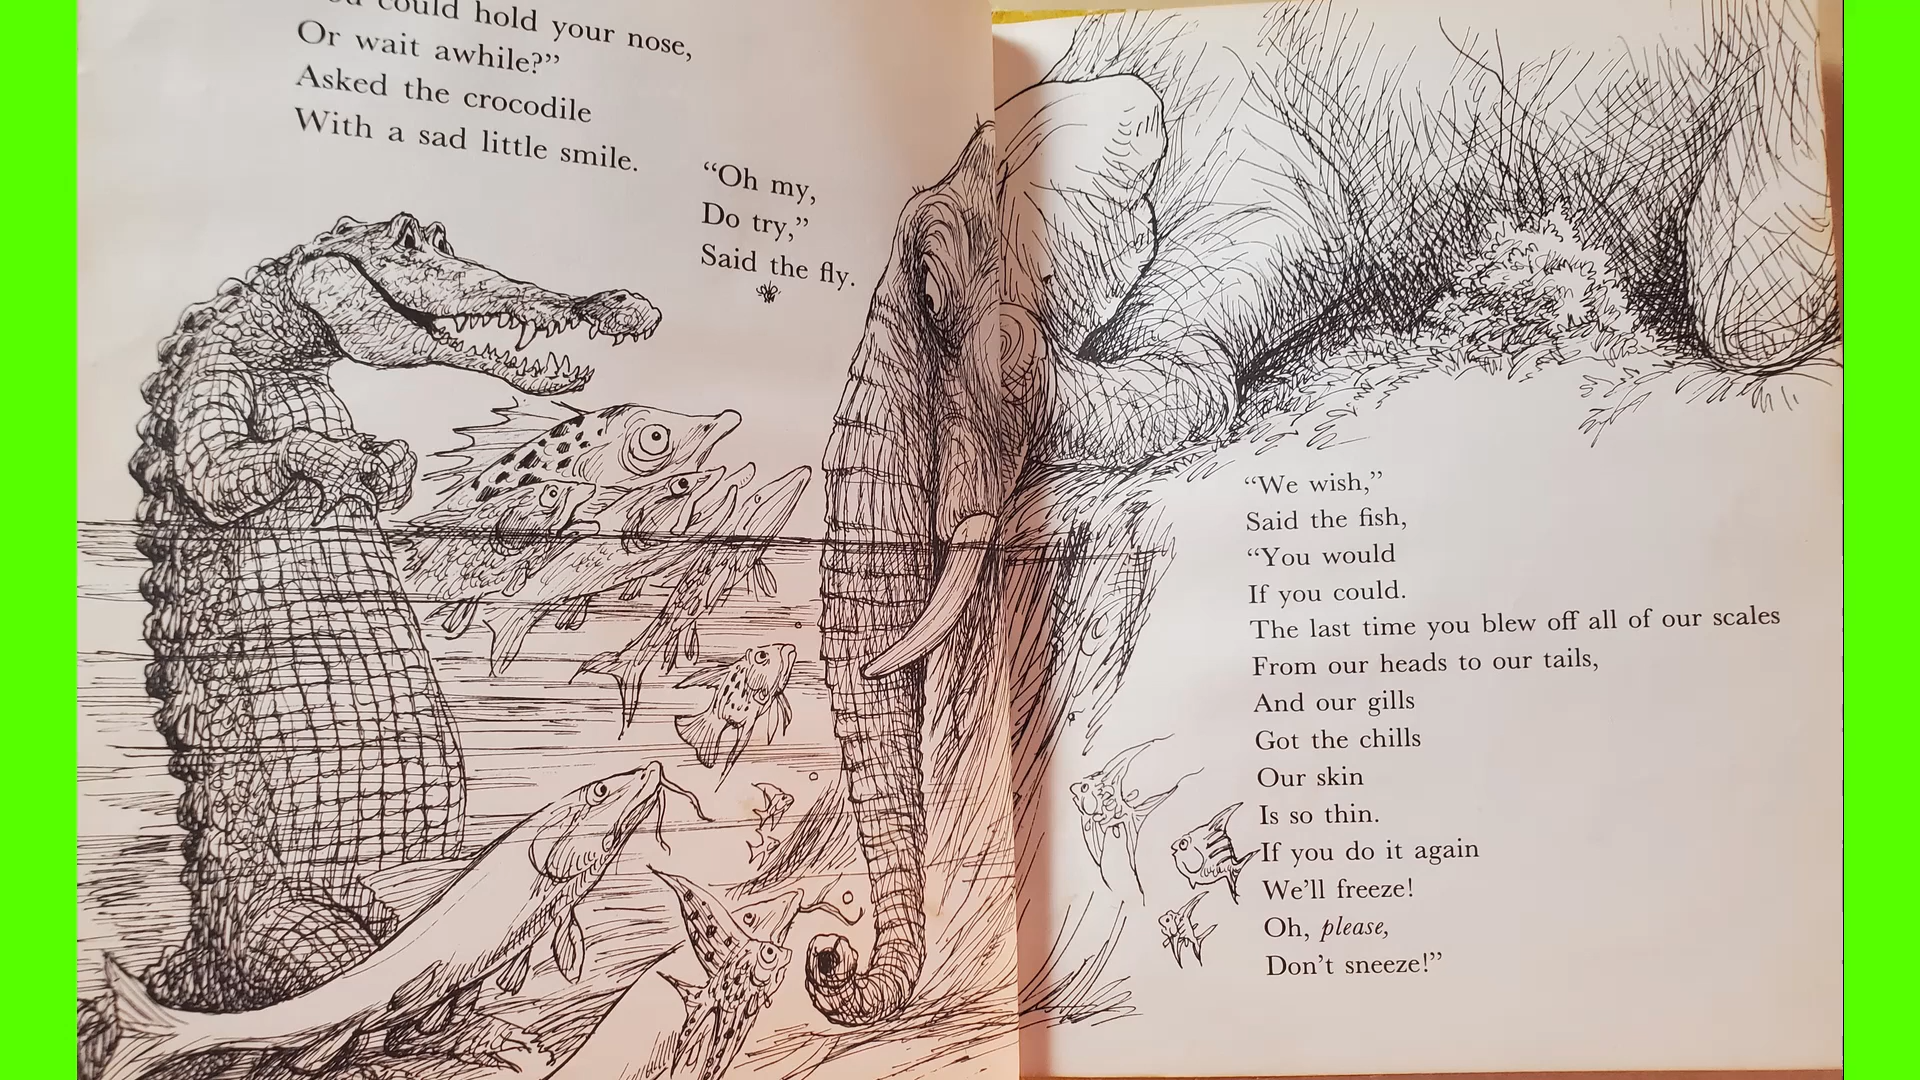 could hold your nose,
Or wait awhile?”
Asked the crocodile
With a sad little smile.
“Oh my,
Do try,”
Said the fly.
“We wish,”
Said the fish,
“You would
If you could.
The last time you blew off all of our scales
From our heads to our tails,
And our gills
Got the chills
Our skin
Is so thin.
If you do it again
We’ll freeze!
Oh, please,
Don’t sneeze!”